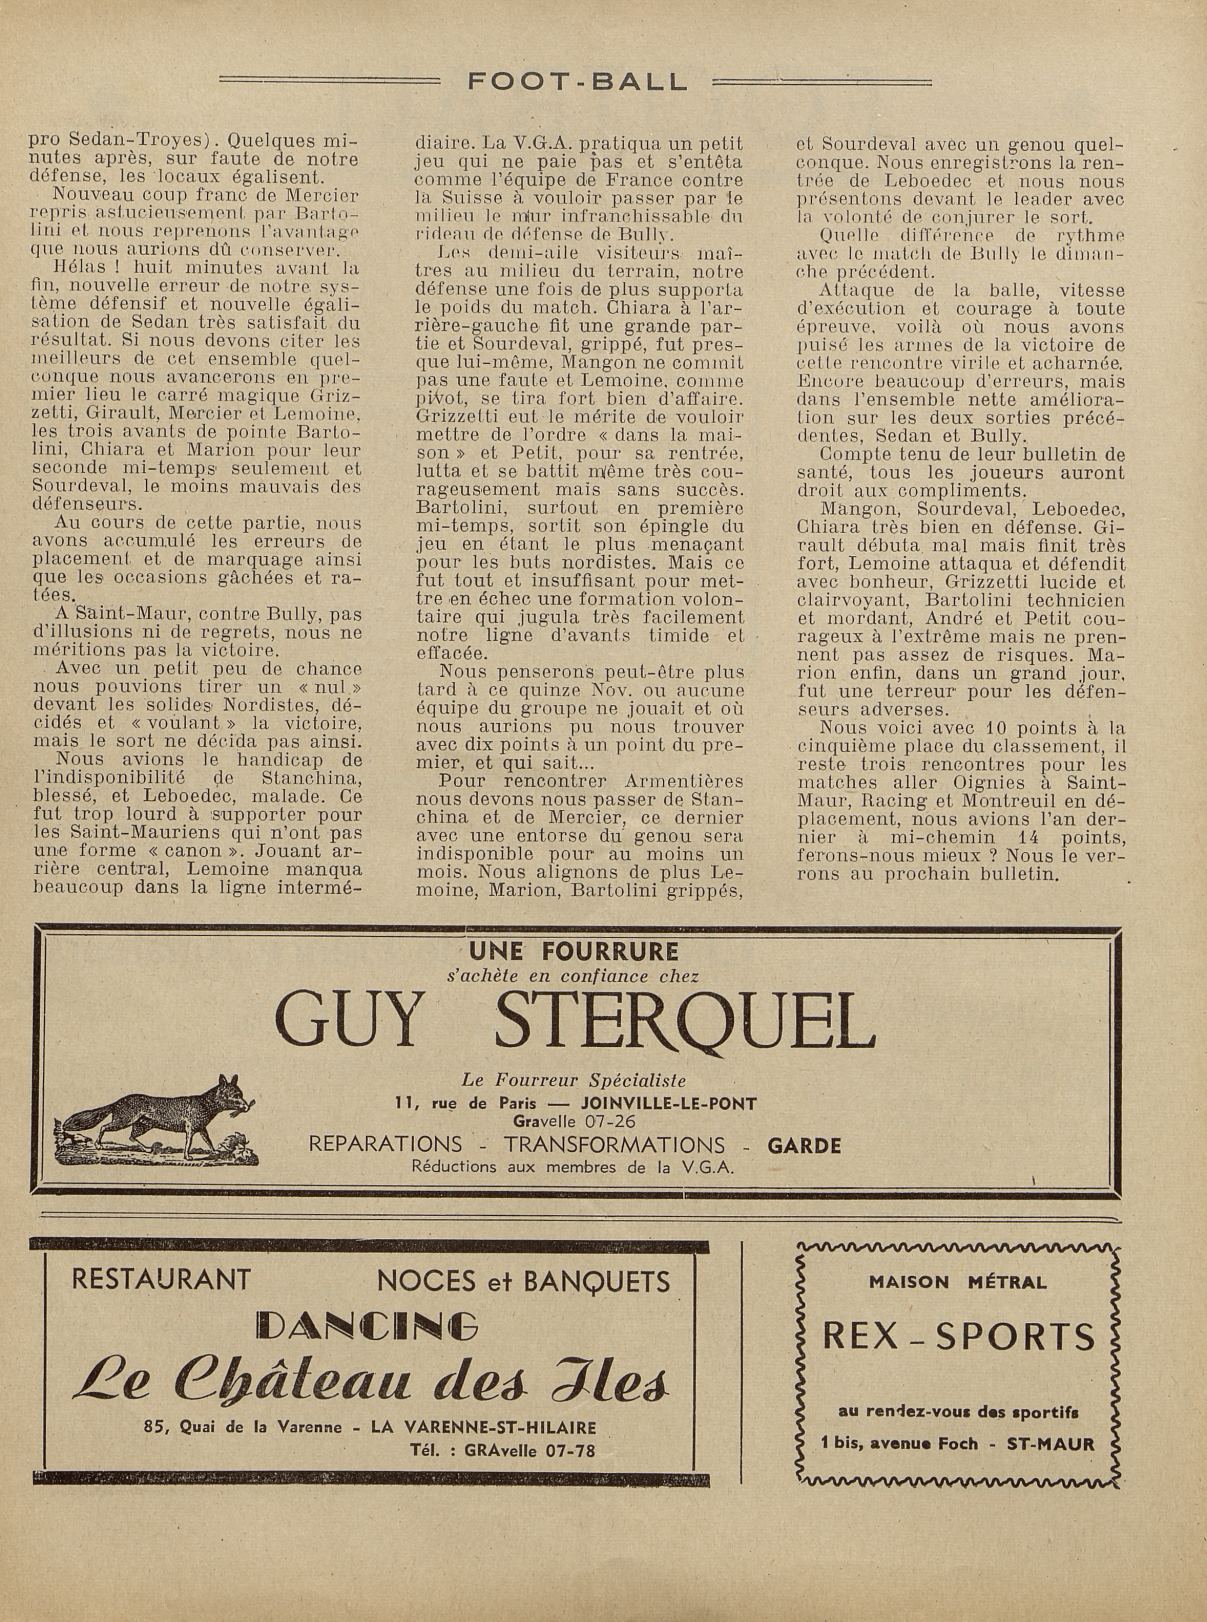 FOOT-BALL
pro Sedan-Troyes). Quelques mi-
nutes après, sur faute de notre
défense, les locaux égalisent.
Nouveau coup franc de Mercier
repris astucieusement par Barto-
lini et nous reprenons l'avantage
que nous aurions dû conserver.
Hélas ! huit minutes avant la
fin, nouvelle erreur de notre sys-
tème défensif et nouvelle égali-
sation de Sedan très satisfait du
résultat. Si nous devons citer les
meilleurs de cet ensemble quel-
conque nous avancerons en pre-
mier lieu le carré magique Griz-
zetti, Girault, Mercier et Lemoine,
les trois avants de pointe Barto-
lini, Chiara et Marion pour leur
seconde mi-temps seulement et
Sourdeval, le moins mauvais des
défenseurs.
Au cours de cette partie, nous
avons accumulé les erreurs de
placement et de marquage ainsi
que les occasions gâchées et ra-
tées.
A Saint-Maur, contre Bully, pas
d'illusions ni de regrets, nous ne
méritions pas la victoire.
Avec un petit peu de chance
nous pouvions tirer un « nul »
devant les solides Nordistes, dé-
cidés et « voulant » la victoire,
mais le sort ne décida pas ainsi.
Nous avions le handicap de
l'indisponibilité de Stanchina,
blessé, et Leboedec, malade. Ce
fut trop lourd à supporter pour
les Saint-Mauriens qui n'ont pas
une forme « canon ». Jouant ar-
rière central, Lemoine manqua
beaucoup dans la ligne intermé-
diaire. La V.G.A. pratiqua un petit
jeu qui ne paie pas et s'entêta
comme l'équipe de France contre
la Suisse à vouloir passer par le
milieu le mur infranchissable du
rideau de défense de Bully.
Les demi-aile visiteurs maî-
tres au milieu du terrain, notre
défense une fois de plus supporta
le poids du match. Chiara à l'ar-
rière-gauche fit une grande par-
tie et Sourdeval, grippé, fut pres-
que lui-même, Mangon ne commit
pas une faute et Lemoine, comme
pivot, se tira fort bien d'affaire.
Grizzetti eut le mérite de vouloir
mettre de l'ordre « dans la mai-
son » et Petit, pour sa rentrée,
lutta et se battit même très cou-
rageusement mais sans succès.
Bartolini, surtout en première
mi-temps, sortit son épingle du
jeu en étant le plus menaçant
pour les buts nordistes. Mais ce
fut tout et insuffisant pour met-
tre en échec une formation volon-
taire qui jugula très facilement
notre ligne d'avants timide et
effacée.
Nous penserons peut-être plus
tard à ce quinze Nov. ou aucune
équipe du groupe ne jouait et où
nous aurions pu nous trouver
avec dix points à un point du pre-
mier, et qui sait...
Pour rencontrer Armentières
nous devons nous passer de Stan-
china et de Mercier, ce dernier
avec une entorse du genou sera
indisponible pour au moins un
mois. Nous alignons de plus Le-
moine, Marion, Bartolini grippés,
et Sourdeval avec un genou quel-
conque. Nous enregistrons la ren-
trée de Leboedec et nous nous
présentons devant le leader avec
la volonté de conjurer le sort.
Quelle différence de rythme
avec le match de Bully le diman-
che précédent.
Attaque de la balle, vitesse
d'exécution et courage à toute
épreuve, voilà où nous avons
puisé les armes de la victoire de
cette rencontre virile et acharnée.
Encore beaucoup d'erreurs, mais
dans l'ensemble nette améliora-
tion sur les deux sorties précé-
dentes, Sedan et Bully.
Compte tenu de leur bulletin de
santé, tous les joueurs auront
droit aux compliments.
Mangon, Sourdeval, Leboedec,
Chiara très bien en défense. Gi-
rault débuta mal mais finit très
fort, Lemoine attaqua et défendit
avec bonheur, Grizzetti lucide et
clairvoyant, Bartolini technicien
et mordant, André et Petit cou-
rageux à l'extrême mais ne pren-
nent pas assez de risques. Ma-
rion enfin, dans un grand jour,
fut une terreur pour les défen-
seurs adverses.
Nous voici avec 10 points à la
cinquième place du classement, il
reste trois rencontres pour les
matches aller Oignies à Saint-
Maur, Racing et Montreuil en dé-
placement, nous avions l'an der-
nier à mi-chemin 14 points,
ferons-nous mieux ? Nous le ver-
rons au prochain bulletin.
UNE FOURRURE
s'achète en confiance chez
GUY STERQUEL
Le Fourreur Spécialiste
11, rue de Paris — JOINVILLE-LE-PONT
Gravelle 07-26
REPARATIONS - TRANSFORMATIONS - GARDE
Réductions aux membres de la V.G.A.
RESTAURANT NOCES et BANQUETS
DANCING
Le Château des Iles
85, Quai de la Varenne - LA VARENNE-ST-HILAIRE
Tél. : GRAvelle 07-78
MAISON MÉTRAL
REX - SPORTS
au rendez-vous des sportifs
1 bis, avenue Foch - ST-MAUR